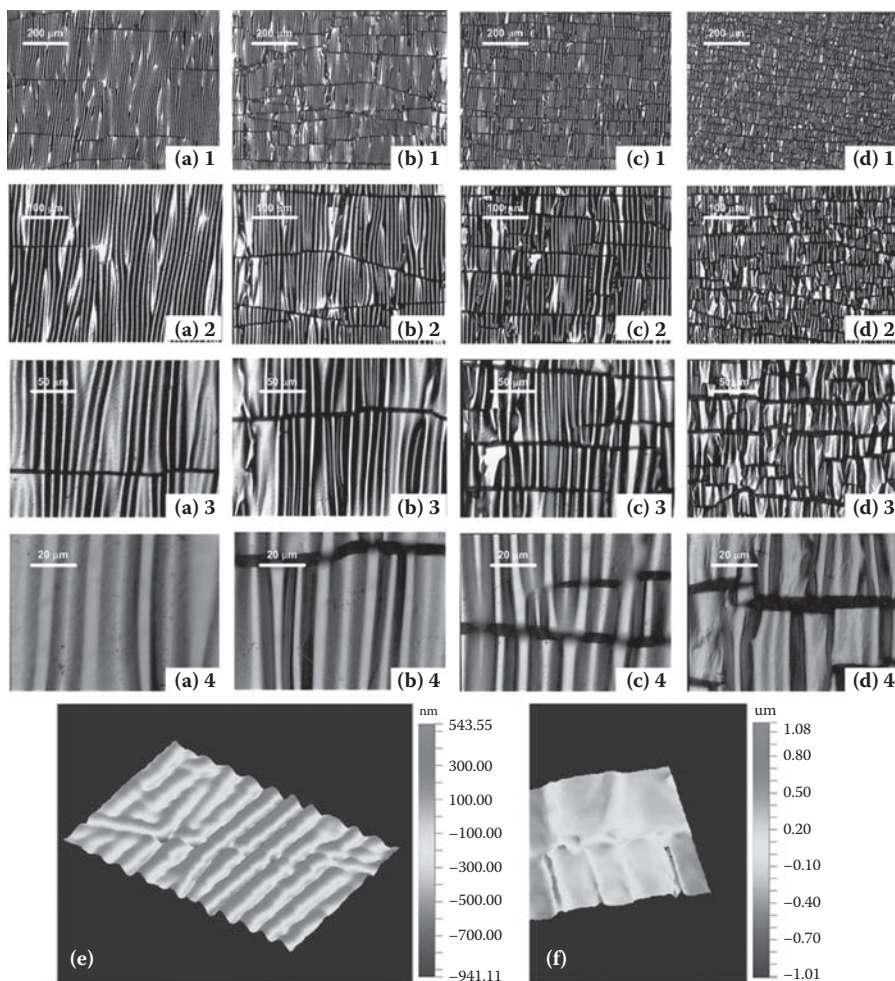 200 µm
200 µm
200 µm
200 µm
(a) 1
(b) 1
(c) 1
(d) 1
100 µm
100 µm
100 µm
100 µm
(a) 2
(b) 2
(c) 2
(d) 2
50 µm
50 µm
50 µm
50 µm
(a) 3
(b) 3
(c) 3
(d) 3
20 µm
20 µm
20 µm
20 µm
(a) 4
(b) 4
(c) 4
(d) 4
nm
543.55
300.00
100.00
−100.00
−300.00
−500.00
−700.00
−941.11
(e)
um
1.08
0.80
0.50
0.20
−0.10
−0.40
−0.70
−1.01
(f)